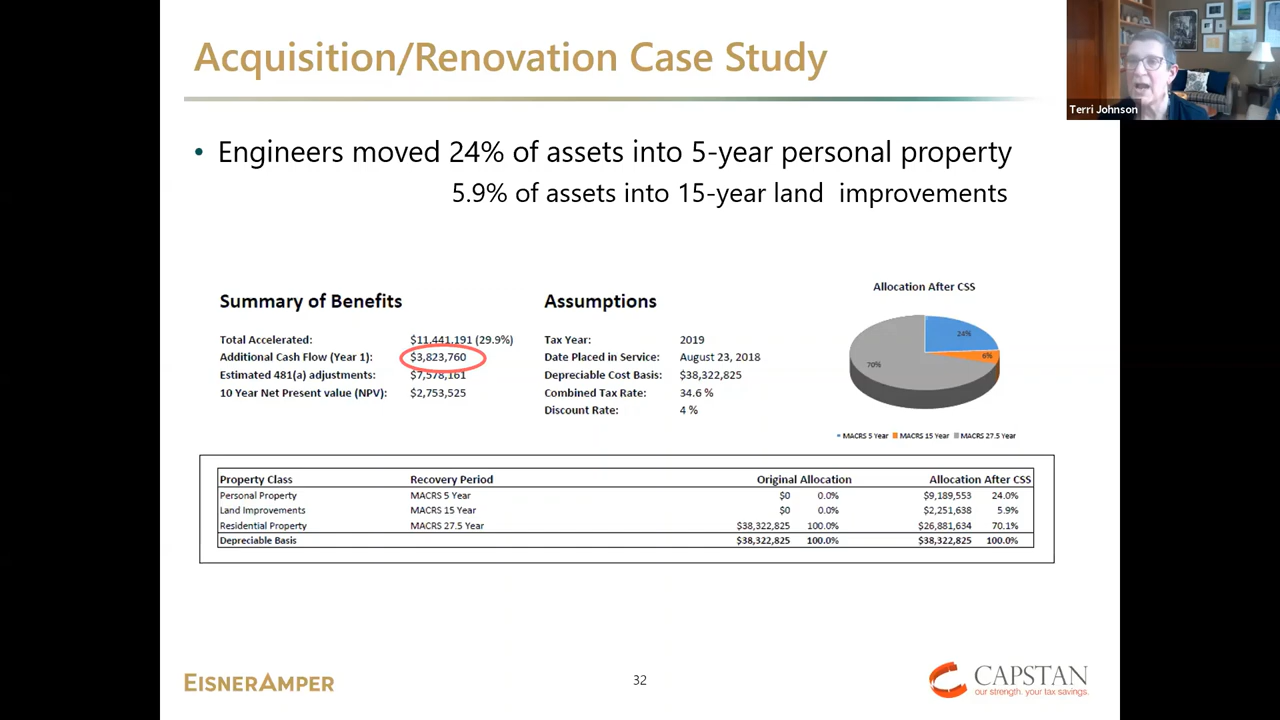 Acquisition/Renovation Case Study
Terri Johnson
• Engineers moved 24% of assets into 5-year personal property
5.9% of assets into 15-year land improvements
Summary of Benefits
Total Accelerated: $11,441,191 (29.9%)
Additional Cash Flow (Year 1): $3,823,760
Estimated 481(a) adjustments: $7,578,161
10 Year Net Present value (NPV): $2,753,525
Assumptions
Tax Year: 2019
Date Placed in Service: August 23, 2018
Depreciable Cost Basis: $38,322,825
Combined Tax Rate: 34.6 %
Discount Rate: 4 %
Allocation After CSS
24%
6%
70%
MACRS 5 Year MACRS 15 Year MACRS 27.5 Year
Property Class Recovery Period Original Allocation Allocation After CSS
Personal Property MACRS 5 Year $0 0.0% $9,189,553 24.0%
Land Improvements MACRS 15 Year $0 0.0% $2,251,638 5.9%
Residential Property MACRS 27.5 Year $38,322,825 100.0% $26,881,634 70.1%
Depreciable Basis $38,322,825 100.0% $38,322,825 100.0%
EISNERAMPER
32
CAPSTAN
our strength. your tax savings.